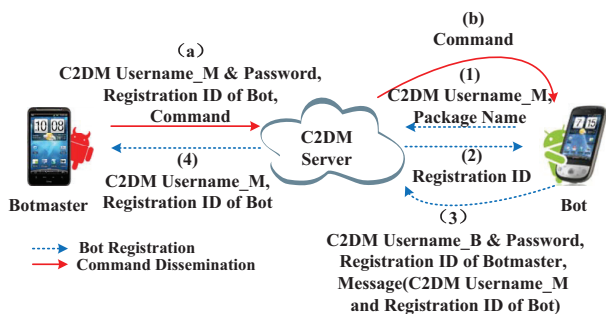 (a)
C2DM Username_M & Password,
Registration ID of Bot,
Command
(4)
C2DM Username_M,
Registration ID of Bot
Botmaster
C2DM
Server
(b)
Command
(1)
C2DM Username_M,
Package Name
(2)
Registration ID
(3)
C2DM Username_B & Password,
Registration ID of Botmaster,
Message(C2DM Username_M
and Registration ID of Bot)
Bot
Bot Registration
Command Dissemination